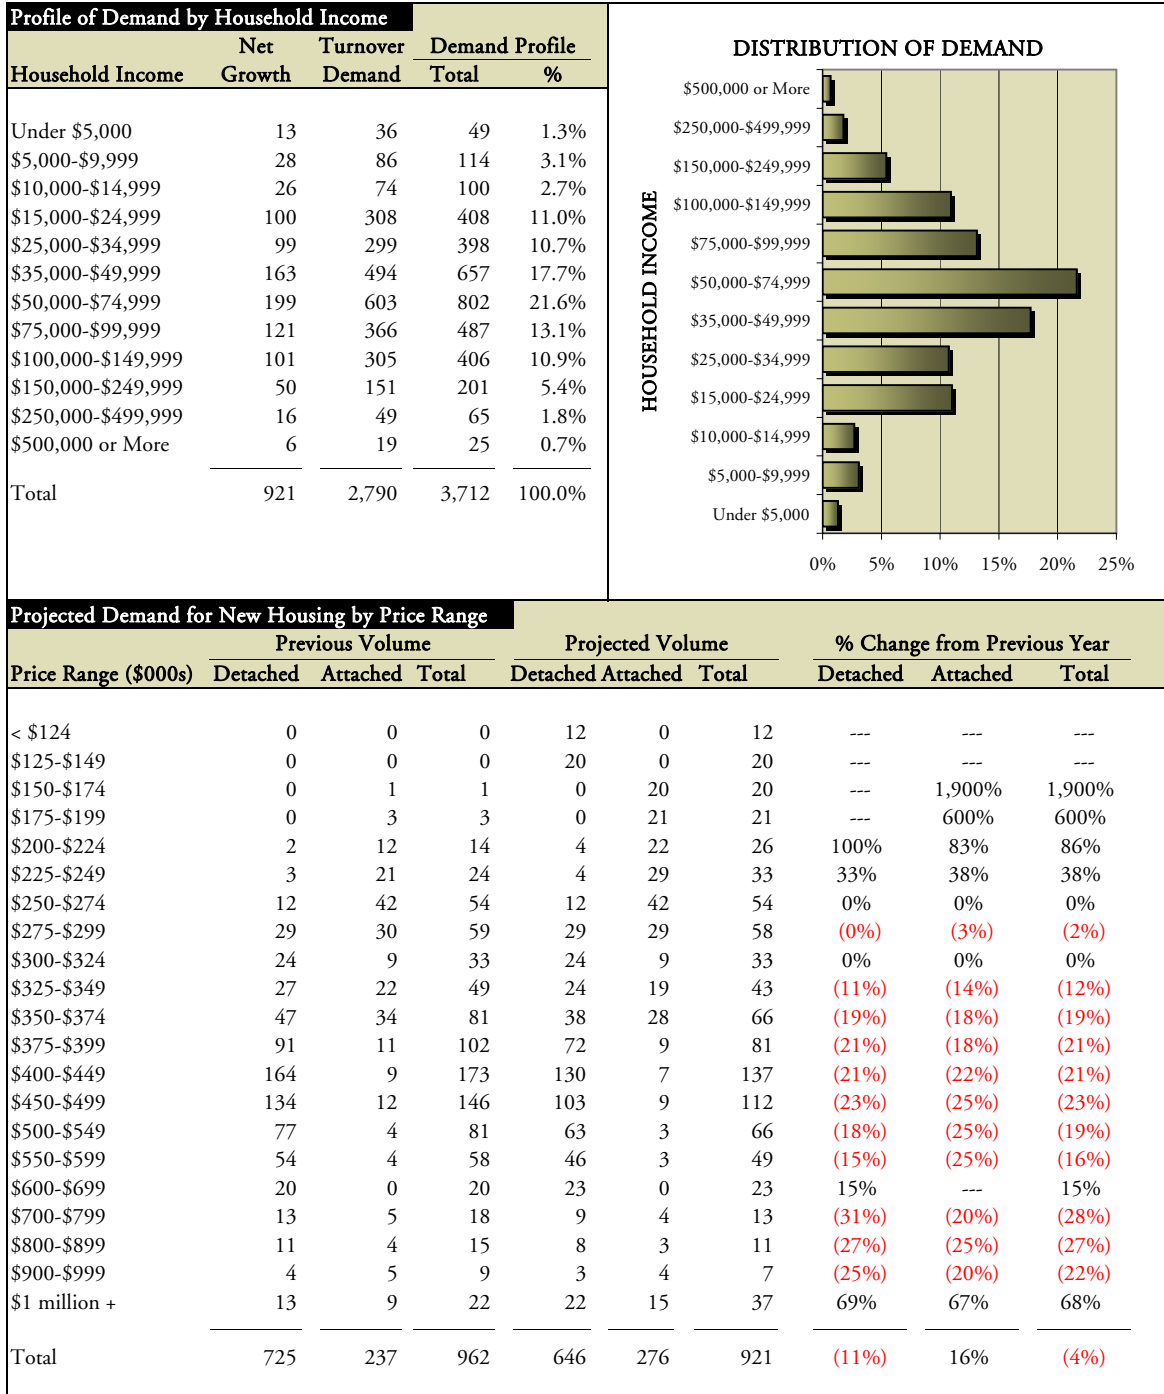 Profile of Demand by Household Income
Net Turnover Demand Profile
Household Income Growth Demand Total %
Under $5,000 13 36 49 1.3%
$5,000-$9,999 28 86 114 3.1%
$10,000-$14,999 26 74 100 2.7%
$15,000-$24,999 100 308 408 11.0%
$25,000-$34,999 99 299 398 10.7%
$35,000-$49,999 163 494 657 17.7%
$50,000-$74,999 199 603 802 21.6%
$75,000-$99,999 121 366 487 13.1%
$100,000-$149,999 101 305 406 10.9%
$150,000-$249,999 50 151 201 5.4%
$250,000-$499,999 16 49 65 1.8%
$500,000 or More 6 19 25 0.7%
Total 921 2,790 3,712 100.0%
DISTRIBUTION OF DEMAND
HOUSEHOLD INCOME
$500,000 or More
$250,000-$499,999
$150,000-$249,999
$100,000-$149,999
$75,000-$99,999
$50,000-$74,999
$35,000-$49,999
$25,000-$34,999
$15,000-$24,999
$10,000-$14,999
$5,000-$9,999
Under $5,000
0% 5% 10% 15% 20% 25%
Projected Demand for New Housing by Price Range
Previous Volume Projected Volume % Change from Previous Year
Price Range ($000s) Detached Attached Total Detached Attached Total Detached Attached Total
< $124 0 0 0 12 0 12 --- --- ---
$125-$149 0 0 0 20 0 20 --- --- ---
$150-$174 0 1 1 0 20 20 --- 1,900% 1,900%
$175-$199 0 3 3 0 21 21 --- 600% 600%
$200-$224 2 12 14 4 22 26 100% 83% 86%
$225-$249 3 21 24 4 29 33 33% 38% 38%
$250-$274 12 42 54 12 42 54 0% 0% 0%
$275-$299 29 30 59 29 29 58 (0%) (3%) (2%)
$300-$324 24 9 33 24 9 33 0% 0% 0%
$325-$349 27 22 49 24 19 43 (11%) (14%) (12%)
$350-$374 47 34 81 38 28 66 (19%) (18%) (19%)
$375-$399 91 11 102 72 9 81 (21%) (18%) (21%)
$400-$449 164 9 173 130 7 137 (21%) (22%) (21%)
$450-$499 134 12 146 103 9 112 (23%) (25%) (23%)
$500-$549 77 4 81 63 3 66 (18%) (25%) (19%)
$550-$599 54 4 58 46 3 49 (15%) (25%) (16%)
$600-$699 20 0 20 23 0 23 15% --- 15%
$700-$799 13 5 18 9 4 13 (31%) (20%) (28%)
$800-$899 11 4 15 8 3 11 (27%) (25%) (27%)
$900-$999 4 5 9 3 4 7 (25%) (20%) (22%)
$1 million + 13 9 22 22 15 37 69% 67% 68%
Total 725 237 962 646 276 921 (11%) 16% (4%)